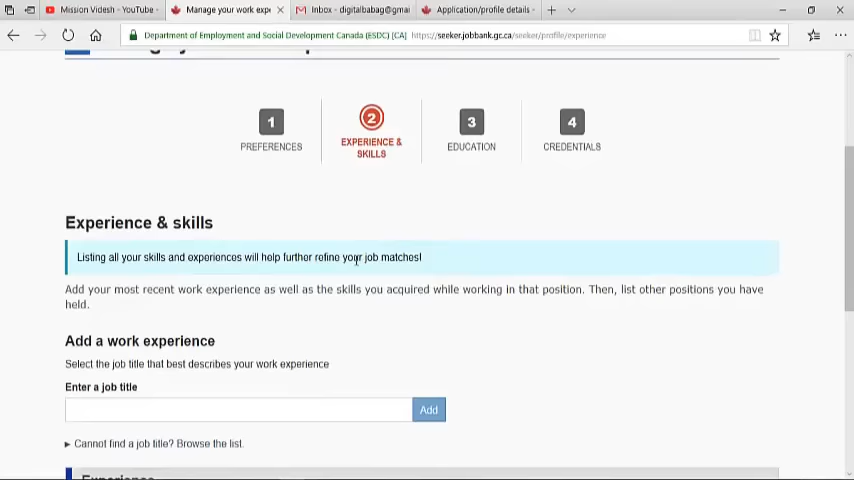 Mission Videsh - YouTube
Manage your work expe
Inbox - digitalbabag@gmai
Application/profile details
Department of Employment and Social Development Canada (ESDC) [CA] https://seeker.jobbank.gc.ca/seeker/profile/experience
1
PREFERENCES
2
EXPERIENCE & SKILLS
3
EDUCATION
4
CREDENTIALS
Experience & skills
Listing all your skills and experiences will help further refine your job matches!
Add your most recent work experience as well as the skills you acquired while working in that position. Then, list other positions you have
held.
Add a work experience
Select the job title that best describes your work experience
Enter a job title
Add
Cannot find a job title? Browse the list.
Experience